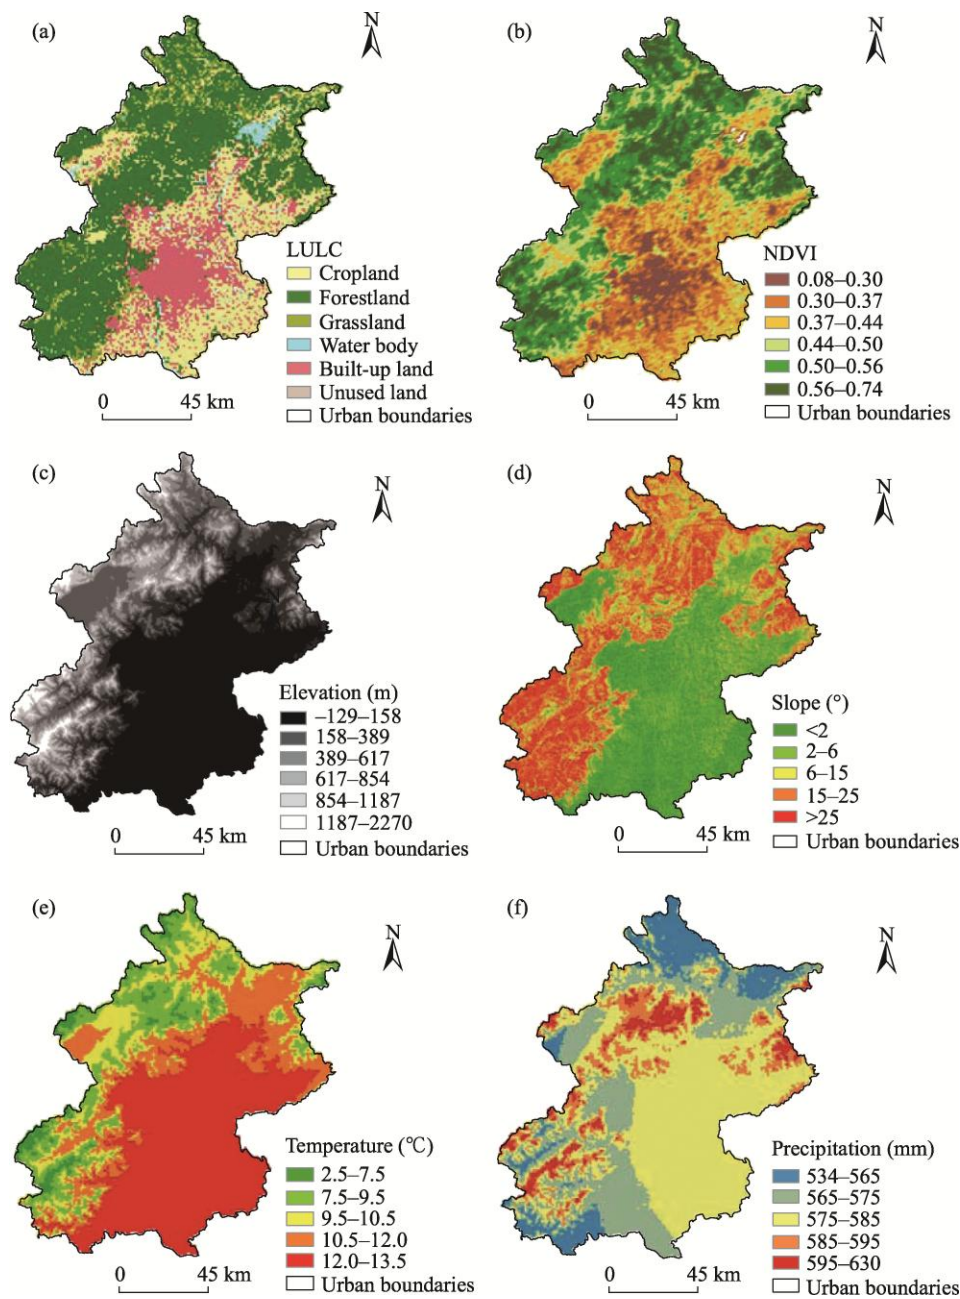 (a)
N
LULC
Cropland
Forestland
Grassland
Water body
Built-up land
Unused land
Urban boundaries
0 45 km
(b)
N
NDVI
0.08–0.30
0.30–0.37
0.37–0.44
0.44–0.50
0.50–0.56
0.56–0.74
Urban boundaries
0 45 km
(c)
N
Elevation (m)
–129–158
158–389
389–617
617–854
854–1187
1187–2270
Urban boundaries
0 45 km
(d)
N
Slope (°)
<2
2–6
6–15
15–25
>25
Urban boundaries
0 45 km
(e)
N
Temperature (℃)
2.5–7.5
7.5–9.5
9.5–10.5
10.5–12.0
12.0–13.5
Urban boundaries
0 45 km
(f)
N
Precipitation (mm)
534–565
565–575
575–585
585–595
595–630
Urban boundaries
0 45 km